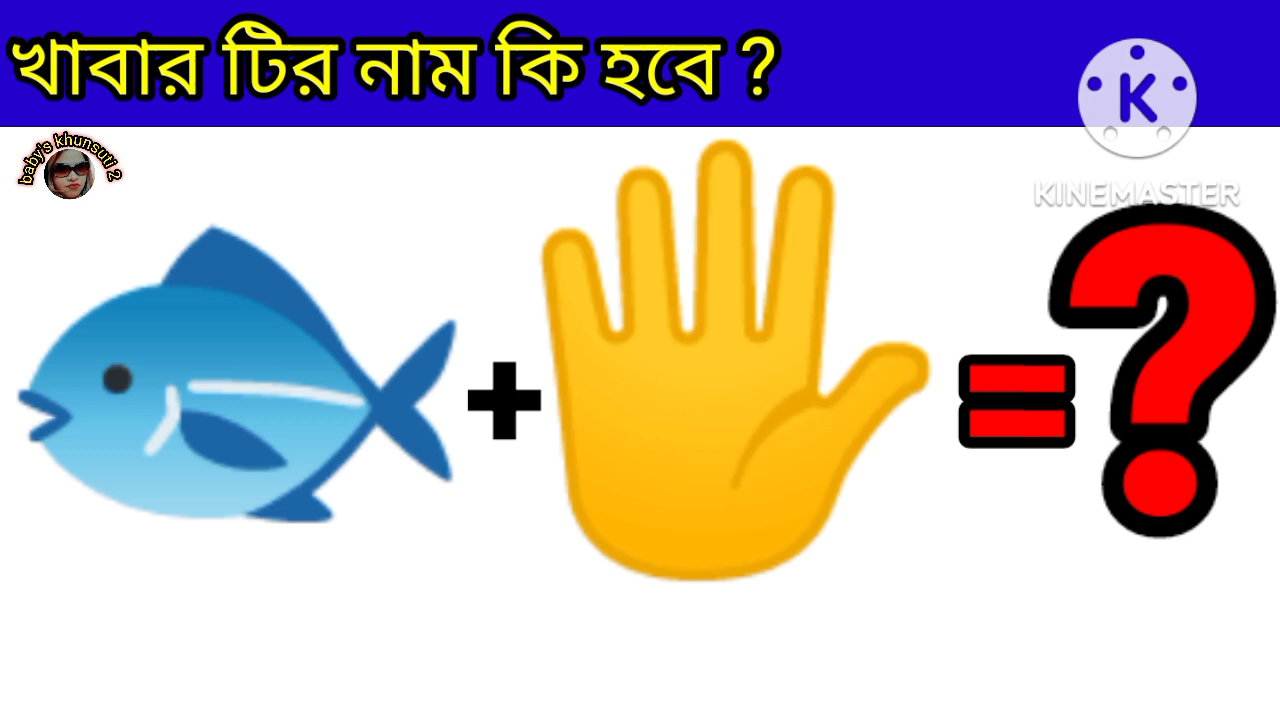 খাবার টির নাম কি হবে ?
K
KINEMASTER
baby's khunsuti 2
+
=?